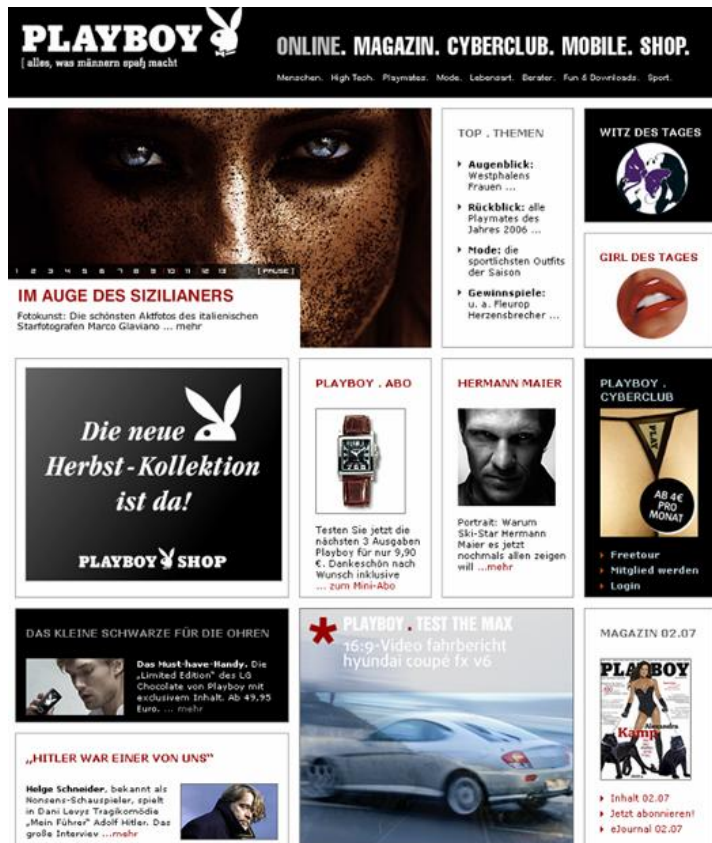 PLAYBOY
[ alles, was männern spaß macht
ONLINE. MAGAZIN. CYBERCLUB. MOBILE. SHOP.
Menschen. High Tech. Playmates. Mode. Lebensart. Berater. Fun & Downloads. Sport.
1 2 3 4 5 6 7 8 9 10 11 12 13 [ PAUSE ]
IM AUGE DES SIZILIANERS
Fotokunst: Die schönsten Aktfotos des italienischen
Starfotografen Marco Glaviano ... mehr
TOP . THEMEN
Augenblick:
Westphalens
Frauen ...
Rückblick: alle
Playmates des
Jahres 2006 ...
Mode: die
sportlichsten Outfits
der Saison
Gewinnspiele:
u. a. Fleurop
Herzensbrecher ...
WITZ DES TAGES
GIRL DES TAGES
Die neue
Herbst-Kollektion
ist da!
PLAYBOY SHOP
PLAYBOY . ABO
Testen Sie jetzt die
nächsten 3 Ausgaben
Playboy für nur 9,90
€. Dankeschön nach
Wunsch inklusive
... zum Mini-Abo
HERMANN MAIER
Portrait: Warum
Ski-Star Hermann
Maier es jetzt
nochmals allen zeigen
will ...mehr
PLAYBOY .
CYBERCLUB
PLAY
AB 4€
PRO
MONAT
Freetour
Mitglied werden
Login
DAS KLEINE SCHWARZE FÜR DIE OHREN
Das Must-have-Handy. Die
„Limited Edition" des LG
Chocolate von Playboy mit
exclusivem Inhalt. Ab 49,95
Euro. ... mehr
„HITLER WAR EINER VON UNS"
Helge Schneider, bekannt als
Nonsens-Schauspieler, spielt
in Dani Levys Tragikomödie
„Mein Führer" Adolf Hitler. Das
große Interview ...mehr
* PLAYBOY. TEST THE MAX
16:9-Video fahrbericht
hyundai coupé fx v6
MAGAZIN 02.07
PLAYBOY
Alexandra
Kamp
Inhalt 02.07
Jetzt abonnieren!
eJournal 02.07